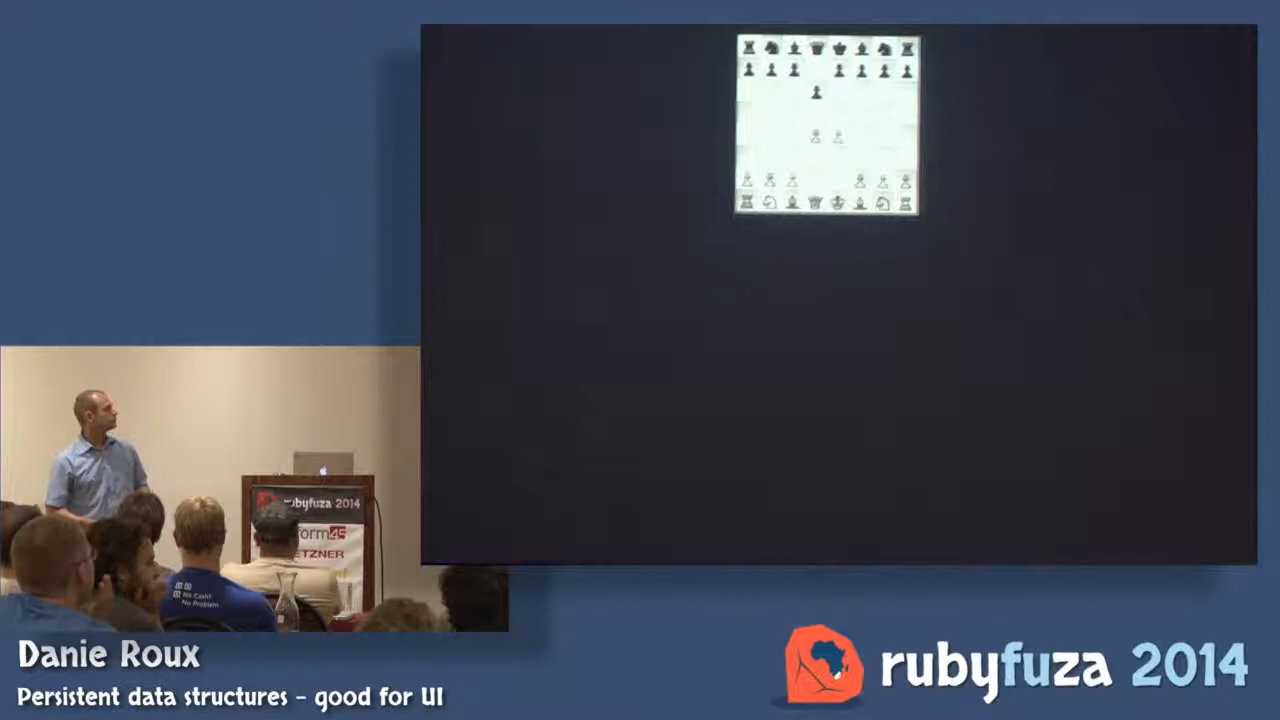 rubyfuza 2014
form45
ETZNER
No Cash!
No Problem
Danie Roux
Persistent data structures - good for UI
rubyfuza 2014